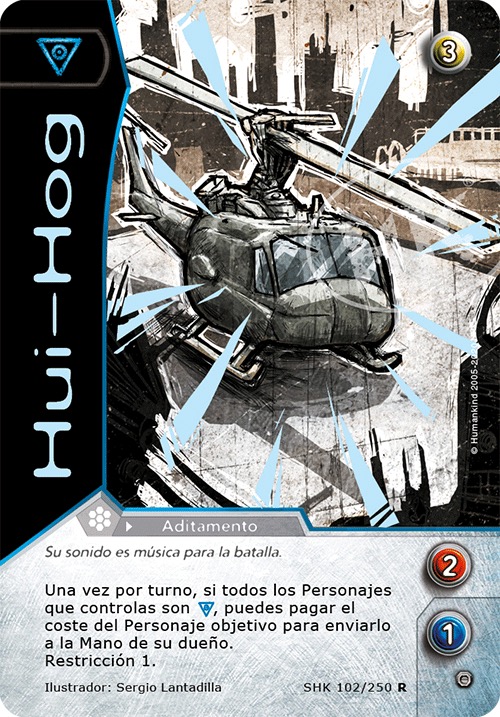 3
Hui-Hog
© Humankind 2005-20
Aditamento
Su sonido es música para la batalla.
2
Una vez por turno, si todos los Personajes
que controlas son , puedes pagar el
coste del Personaje objetivo para enviarlo
a la Mano de su dueño.
Restricción 1.
1
Ilustrador: Sergio Lantadilla SHK 102/250 R